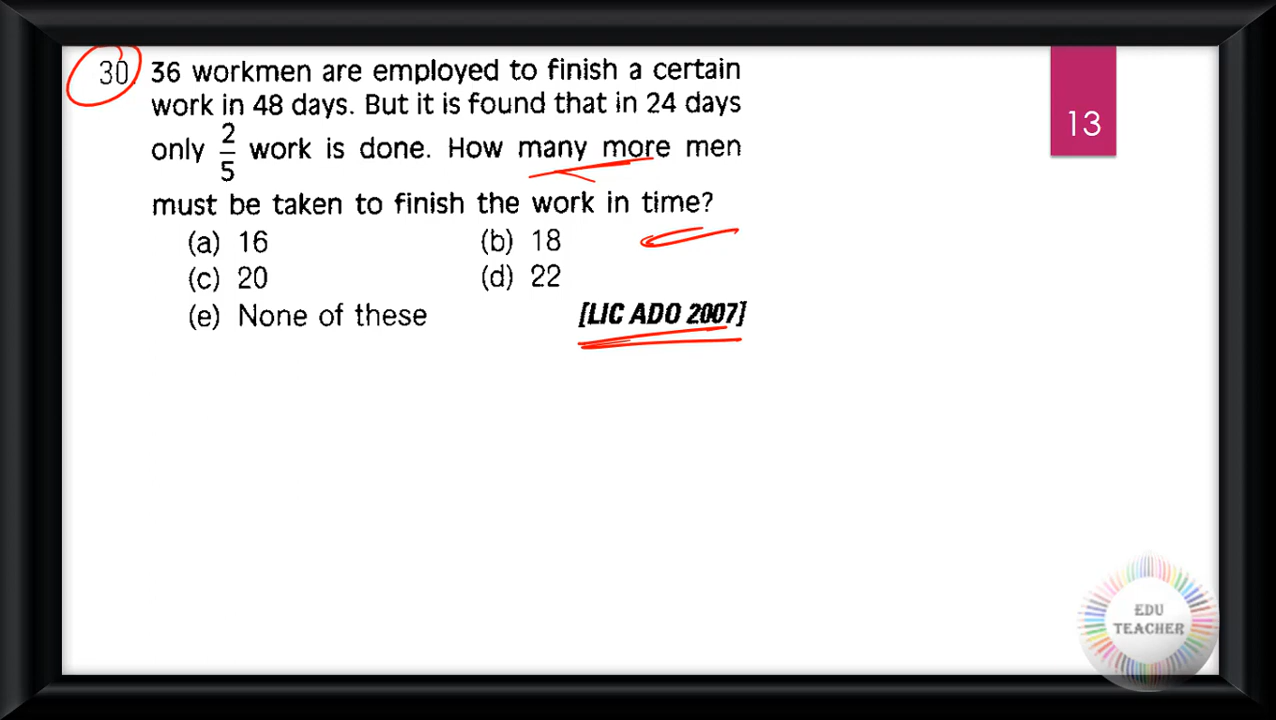 30 36 workmen are employed to finish a certain
work in 48 days. But it is found that in 24 days
only 2/5 work is done. How many more men
must be taken to finish the work in time?
(a) 16 (b) 18
(c) 20 (d) 22
(e) None of these [LIC ADO 2007]
13
EDU
TEACHER